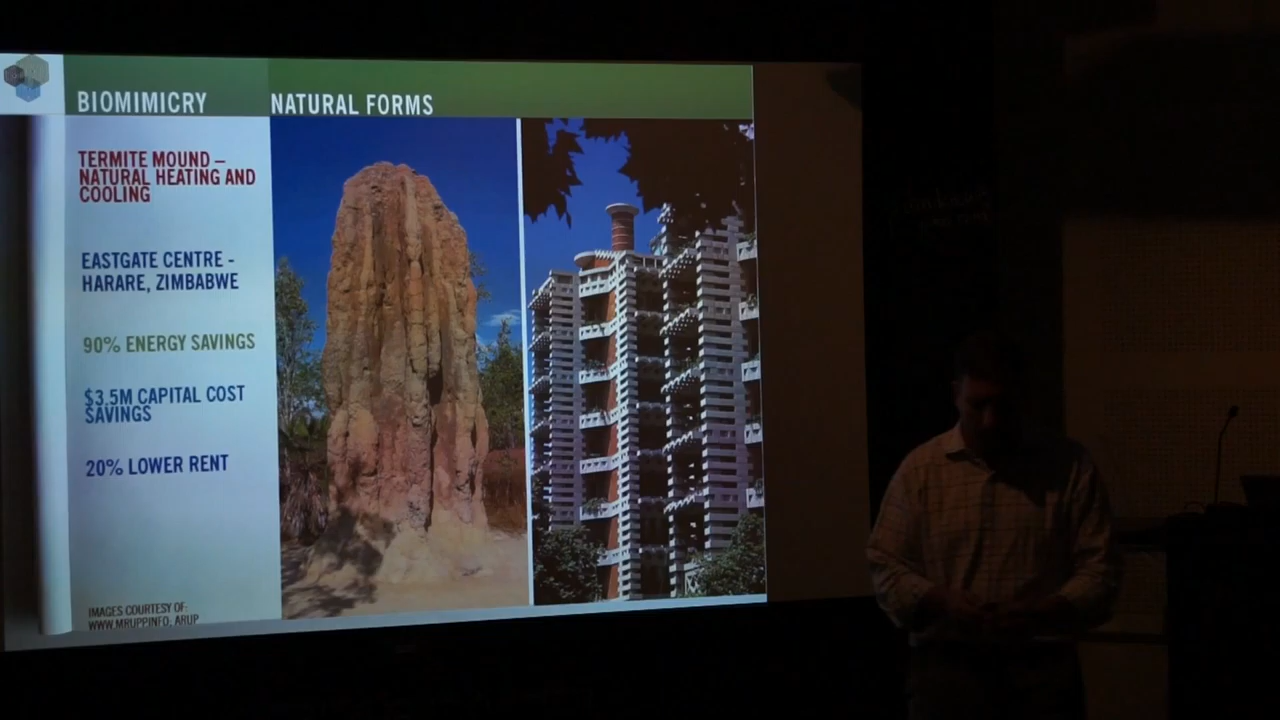 BIOMIMICRY
NATURAL FORMS
TERMITE MOUND –
NATURAL HEATING AND
COOLING
EASTGATE CENTRE -
HARARE, ZIMBABWE
90% ENERGY SAVINGS
$3.5M CAPITAL COST
SAVINGS
20% LOWER RENT
IMAGES COURTESY OF:
WWW.MRUPPINFO, ARUP